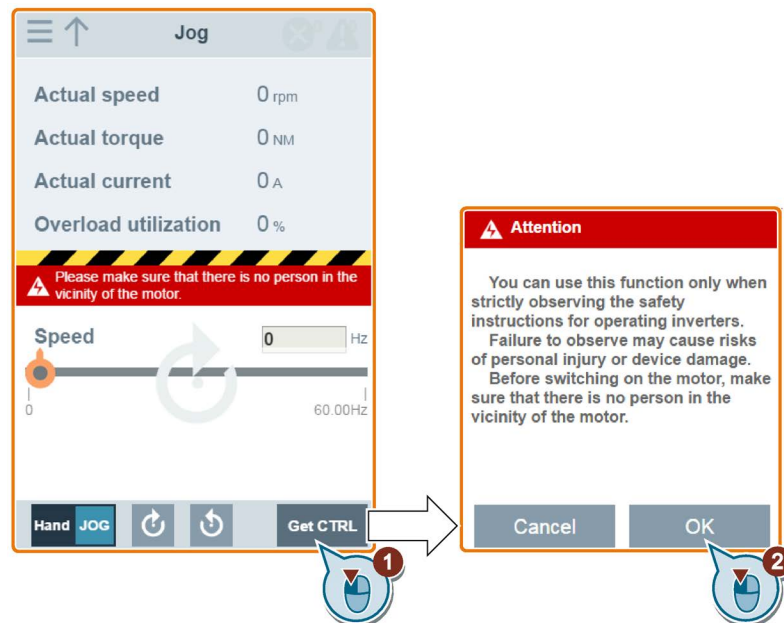 Jog
Actual speed 0 rpm
Actual torque 0 NM
Actual current 0 A
Overload utilization 0 %
Please make sure that there is no person in the
vicinity of the motor.
Speed 0 Hz
0 60.00Hz
Hand JOG Get CTRL
1
Attention
You can use this function only when
strictly observing the safety
instructions for operating inverters.
Failure to observe may cause risks
of personal injury or device damage.
Before switching on the motor, make
sure that there is no person in the
vicinity of the motor.
Cancel OK
2